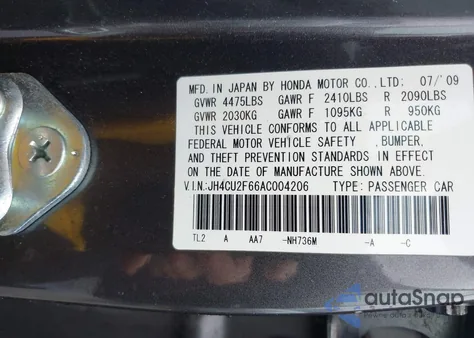 MFD. IN JAPAN BY HONDA MOTOR CO.,LTD; 07/'09
GVWR 4475LBS GAWR F 2410LBS R 2090LBS
GVWR 2030KG GAWR F 1095KG R 950KG
THIS VEHICLE CONFORMS TO ALL APPLICABLE
FEDERAL MOTOR VEHICLE SAFETY ,BUMPER,
AND THEFT PREVENTION STANDARDS IN EFFECT
ON THE DATE OF MANUFACTURE SHOWN ABOVE.
V.I.N:JH4CU2F66AC004206 TYPE: PASSENGER CAR
TL2 A AA7 -NH736M -A -C
autoSnap